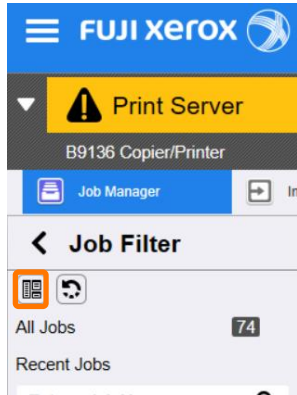 FUJI XEROX
Print Server
B9136 Copier/Printer
Job Manager
Job Filter
All Jobs 74
Recent Jobs